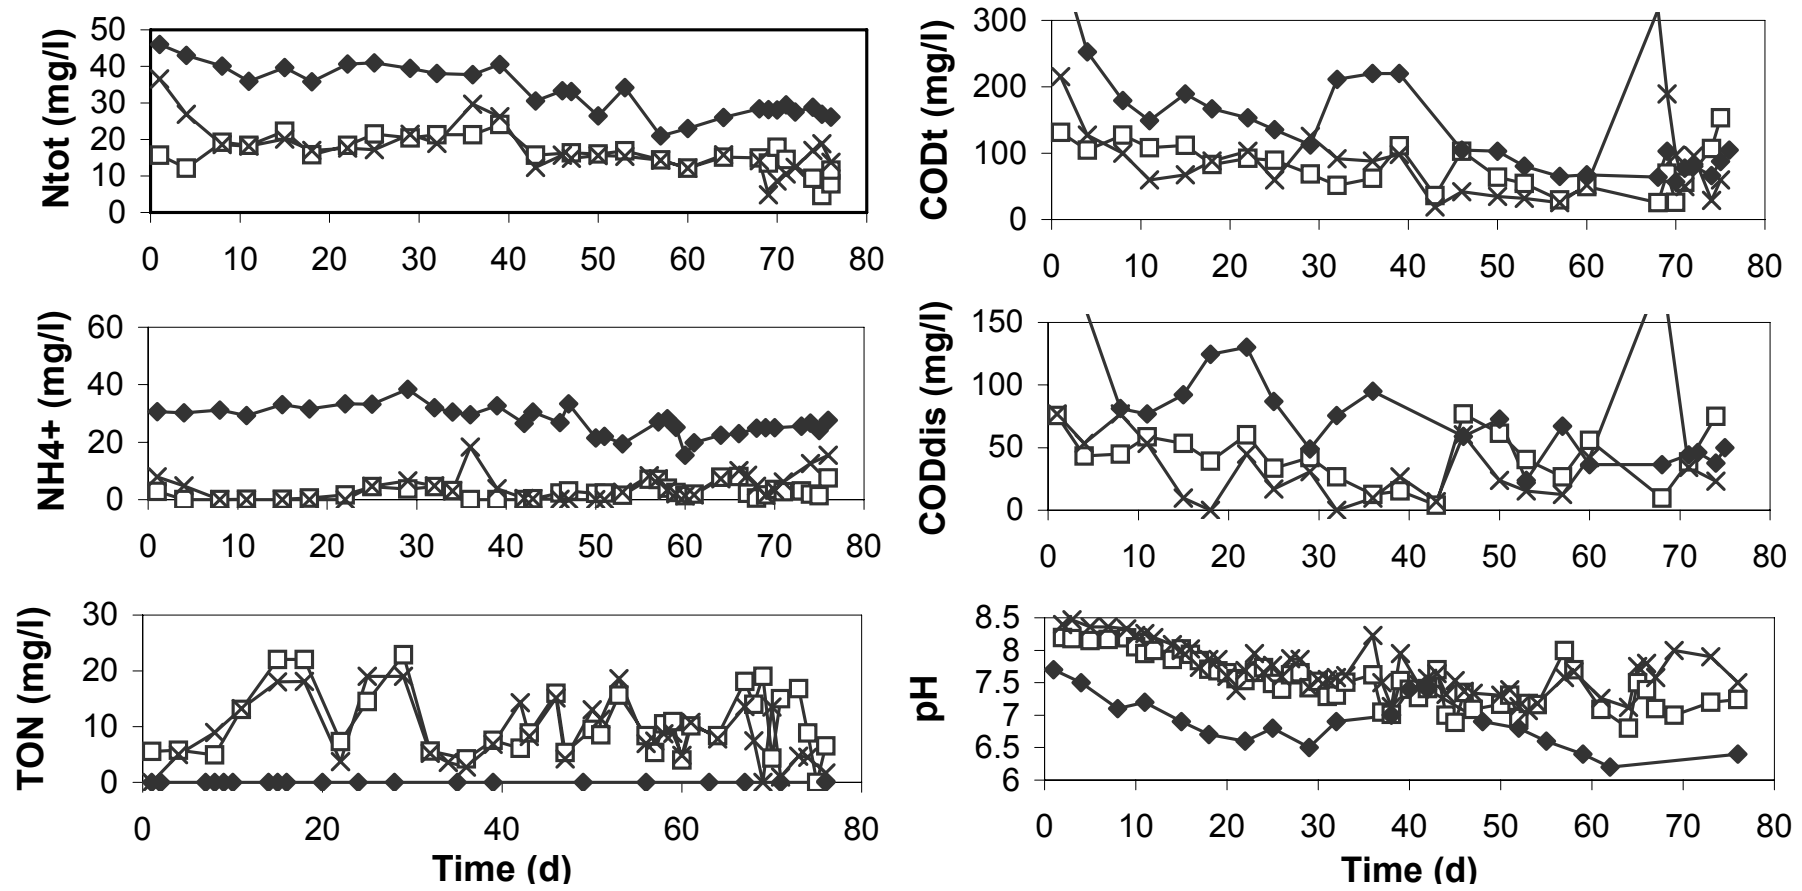 Ntot (mg/l)
50
40
30
20
10
0
0 10 20 30 40 50 60 70 80
CODt (mg/l)
300
200
100
0
0 10 20 30 40 50 60 70 80
NH4+ (mg/l)
60
40
20
0
0 10 20 30 40 50 60 70 80
CODdis (mg/l)
150
100
50
0
0 10 20 30 40 50 60 70 80
TON (mg/l)
30
20
10
0
0 20 40 60 80
Time (d)
pH
8.5
8
7.5
7
6.5
6
0 10 20 30 40 50 60 70 80
Time (d)